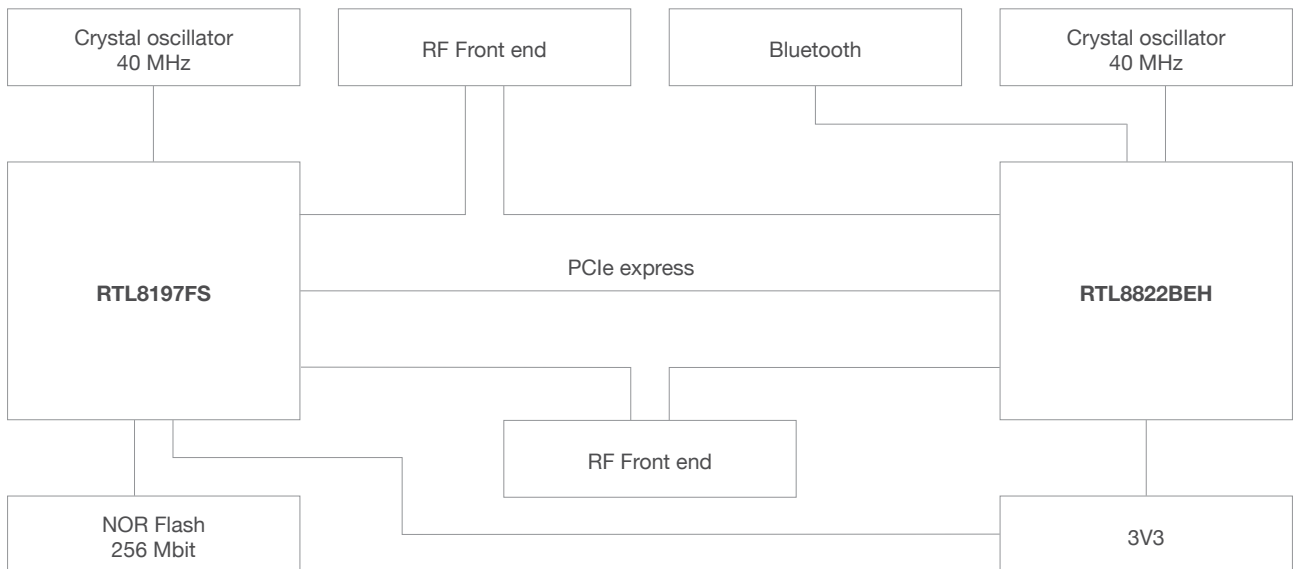 Crystal oscillator
40 MHz
RF Front end
Bluetooth
Crystal oscillator
40 MHz
RTL8197FS
PCIe express
RTL8822BEH
RF Front end
NOR Flash
256 Mbit
3V3